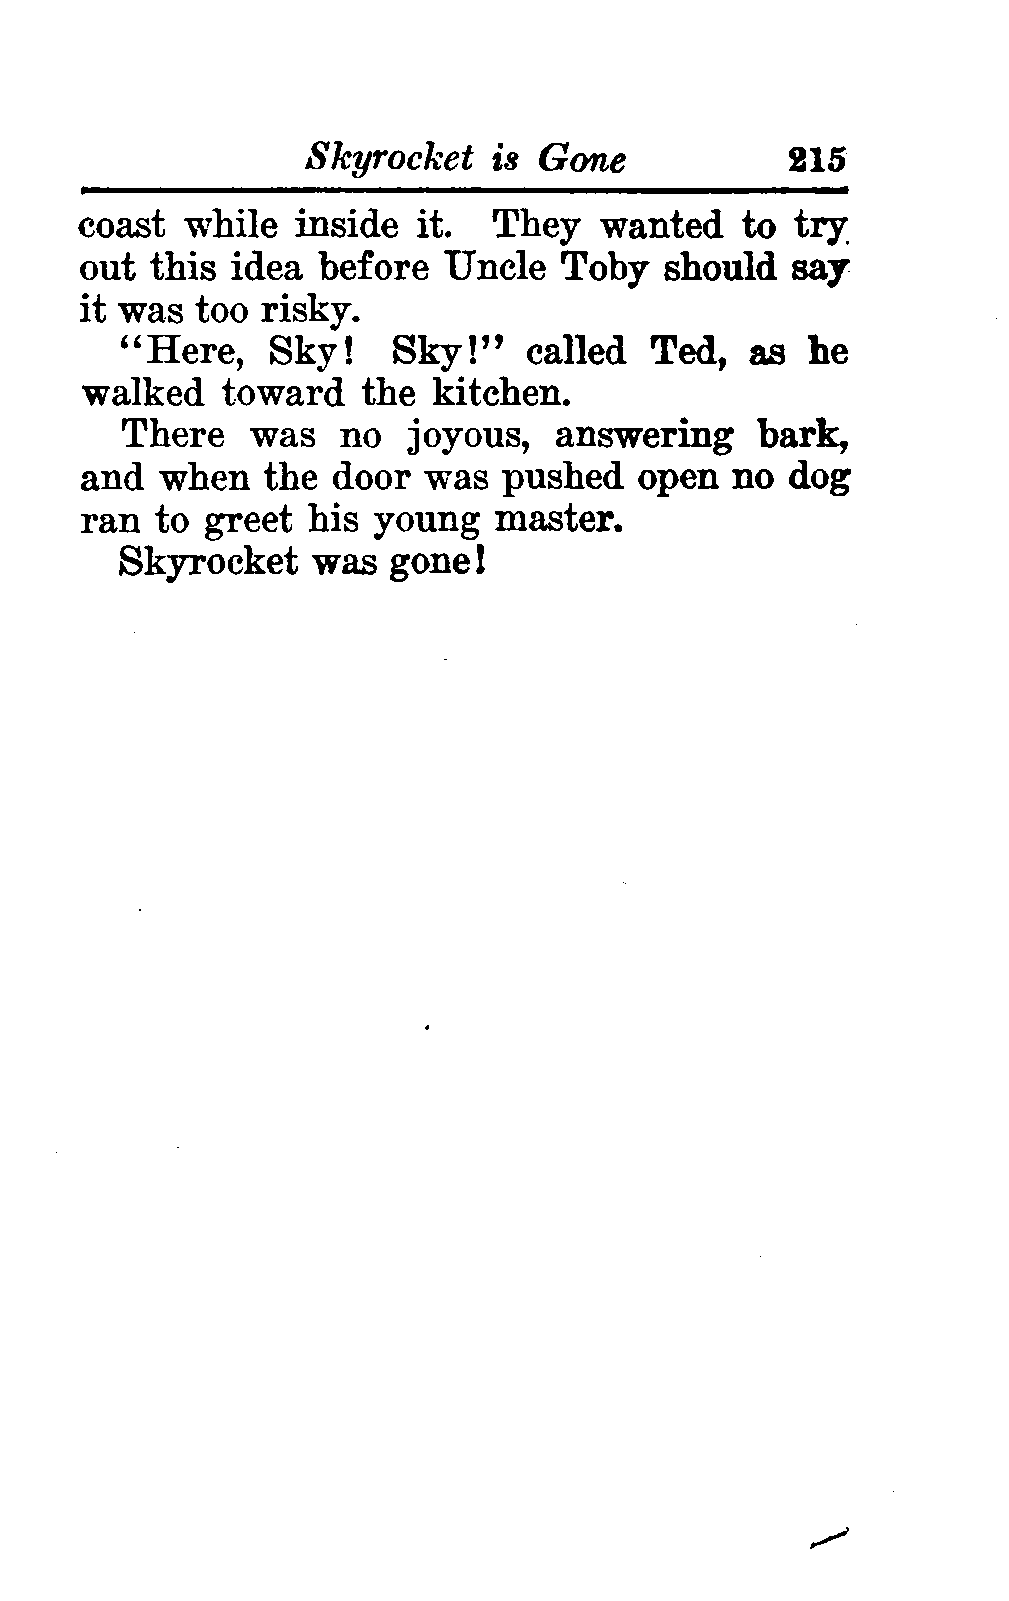 Skyrocket is Gone 215
coast while inside it. They wanted to try
out this idea before Uncle Toby should say
it was too risky.
“Here, Sky! Sky!” called Ted, as he
walked toward the kitchen.
There was no joyous, answering bark,
and when the door was pushed open no dog
ran to greet his young master.
Skyrocket was gone!